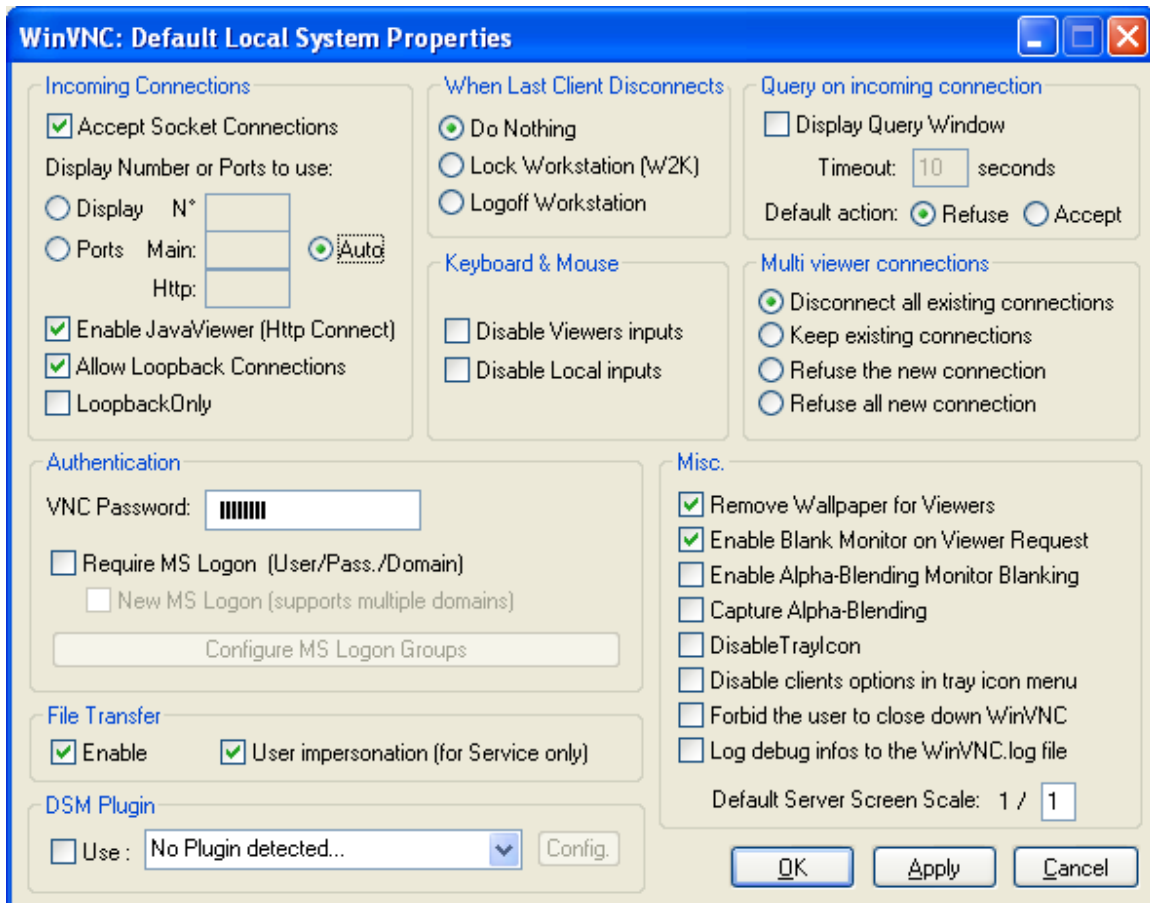 WinVNC: Default Local System Properties
Incoming Connections
Accept Socket Connections
Display Number or Ports to use:
Display N°
Ports Main: Auto
Http:
Enable JavaViewer (Http Connect)
Allow Loopback Connections
LoopbackOnly
When Last Client Disconnects
Do Nothing
Lock Workstation (W2K)
Logoff Workstation
Query on incoming connection
Display Query Window
Timeout: 10 seconds
Default action: Refuse Accept
Keyboard & Mouse
Disable Viewers inputs
Disable Local inputs
Multi viewer connections
Disconnect all existing connections
Keep existing connections
Refuse the new connection
Refuse all new connection
Authentication
VNC Password:
Require MS Logon (User/Pass./Domain)
New MS Logon (supports multiple domains)
Configure MS Logon Groups
File Transfer
Enable User impersonation (for Service only)
DSM Plugin
Use : No Plugin detected... Config.
Misc.
Remove Wallpaper for Viewers
Enable Blank Monitor on Viewer Request
Enable Alpha-Blending Monitor Blanking
Capture Alpha-Blending
DisableTrayIcon
Disable clients options in tray icon menu
Forbid the user to close down WinVNC
Log debug infos to the WinVNC.log file
Default Server Screen Scale: 1 / 1
OK Apply Cancel